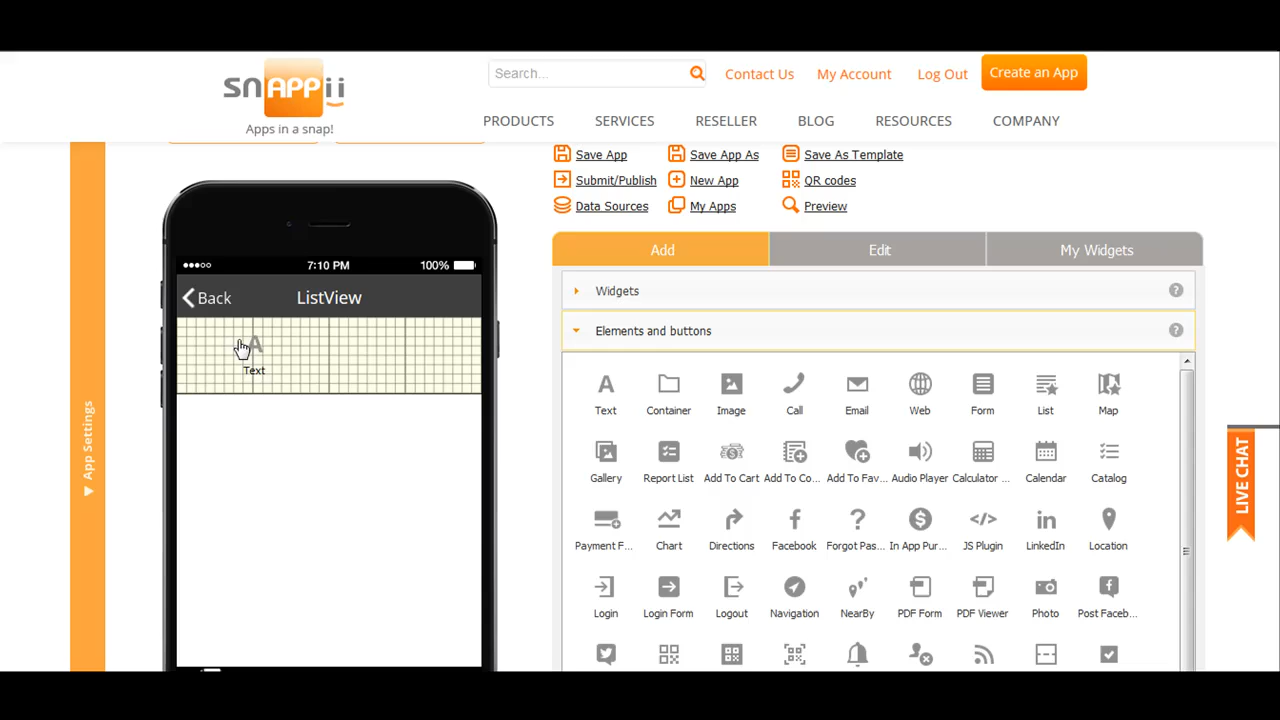 snAPPii
Apps in a snap!
Search...
Contact Us
My Account
Log Out
Create an App
PRODUCTS
SERVICES
RESELLER
BLOG
RESOURCES
COMPANY
Save App
Save App As
Save As Template
Submit/Publish
New App
QR codes
Data Sources
My Apps
Preview
App Settings
7:10 PM
100%
Back
ListView
A
Text
Add
Edit
My Widgets
Widgets
?
Elements and buttons
?
Text
Container
Image
Call
Email
Web
Form
List
Map
Gallery
Report List
Add To Cart
Add To Co...
Add To Fav...
Audio Player
Calculator ...
Calendar
Catalog
Payment F...
Chart
Directions
Facebook
Forgot Pas...
In App Pur...
JS Plugin
LinkedIn
Location
Login
Login Form
Logout
Navigation
NearBy
PDF Form
PDF Viewer
Photo
Post Faceb...
LIVE CHAT